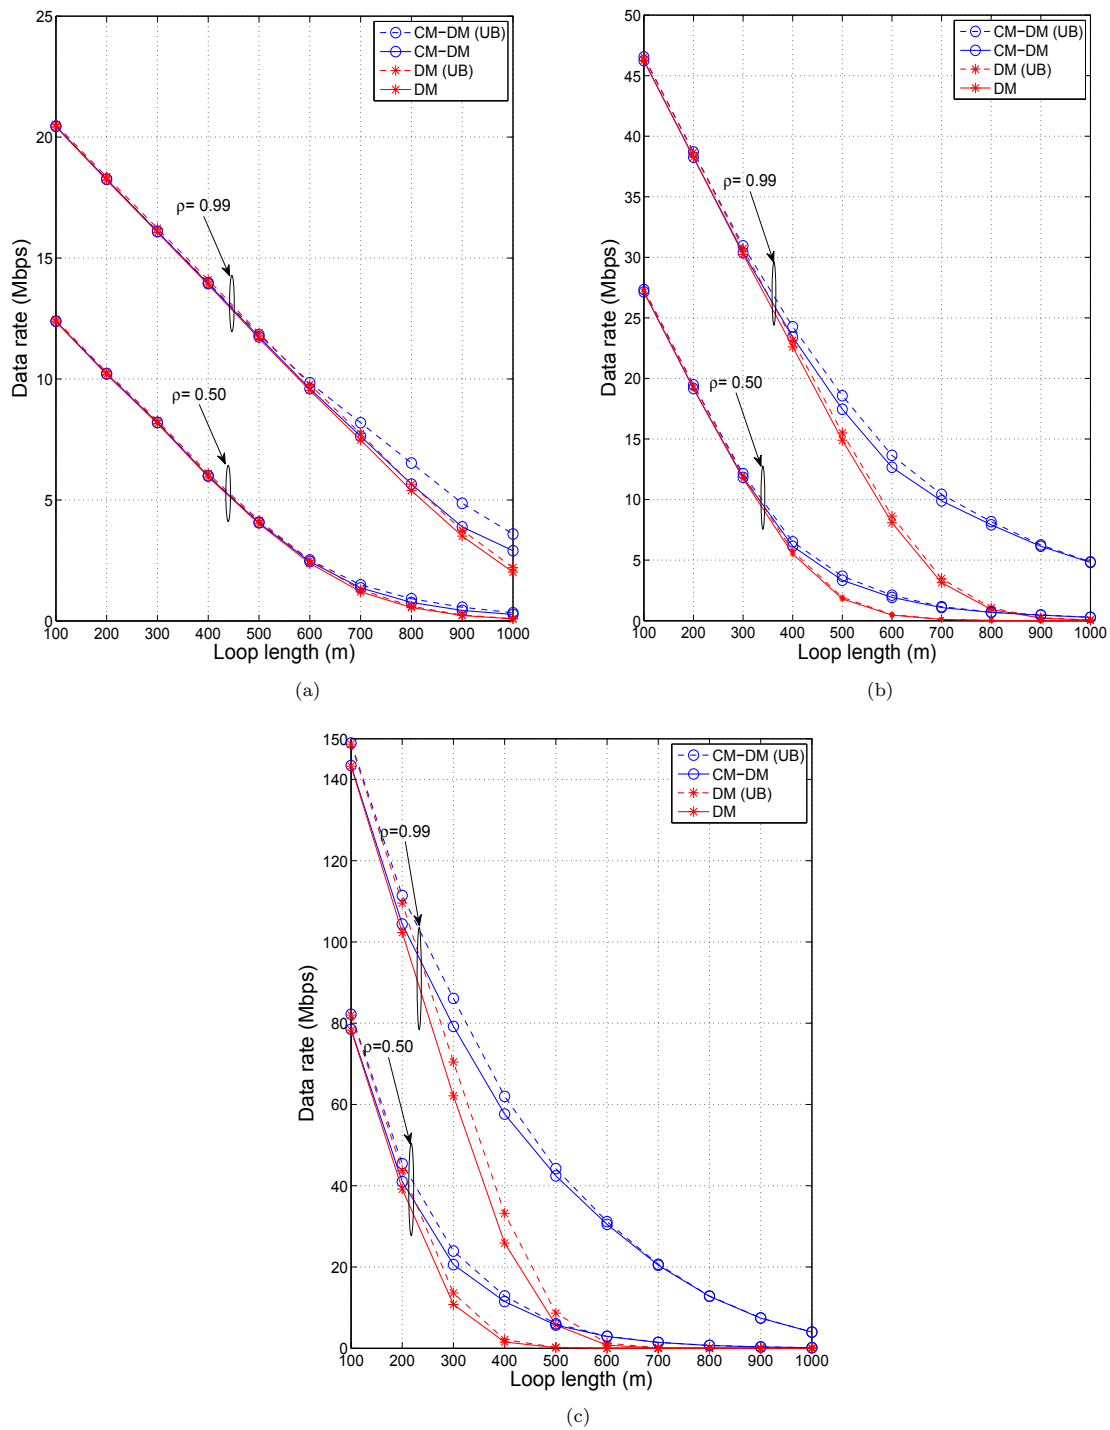 25
20
15
10
5
0
Data rate (Mbps)
CM−DM (UB)
CM−DM
DM (UB)
DM
ρ= 0.99
ρ= 0.50
100 200 300 400 500 600 700 800 900 1000
Loop length (m)
(a)
50
45
40
35
30
25
20
15
10
5
0
Data rate (Mbps)
CM−DM (UB)
CM−DM
DM (UB)
DM
ρ= 0.99
ρ= 0.50
100 200 300 400 500 600 700 800 900 1000
Loop length (m)
(b)
150
140
120
100
80
60
40
20
0
Data rate (Mbps)
CM−DM (UB)
CM−DM
DM (UB)
DM
ρ=0.99
ρ=0.50
100 200 300 400 500 600 700 800 900 1000
Loop length (m)
(c)